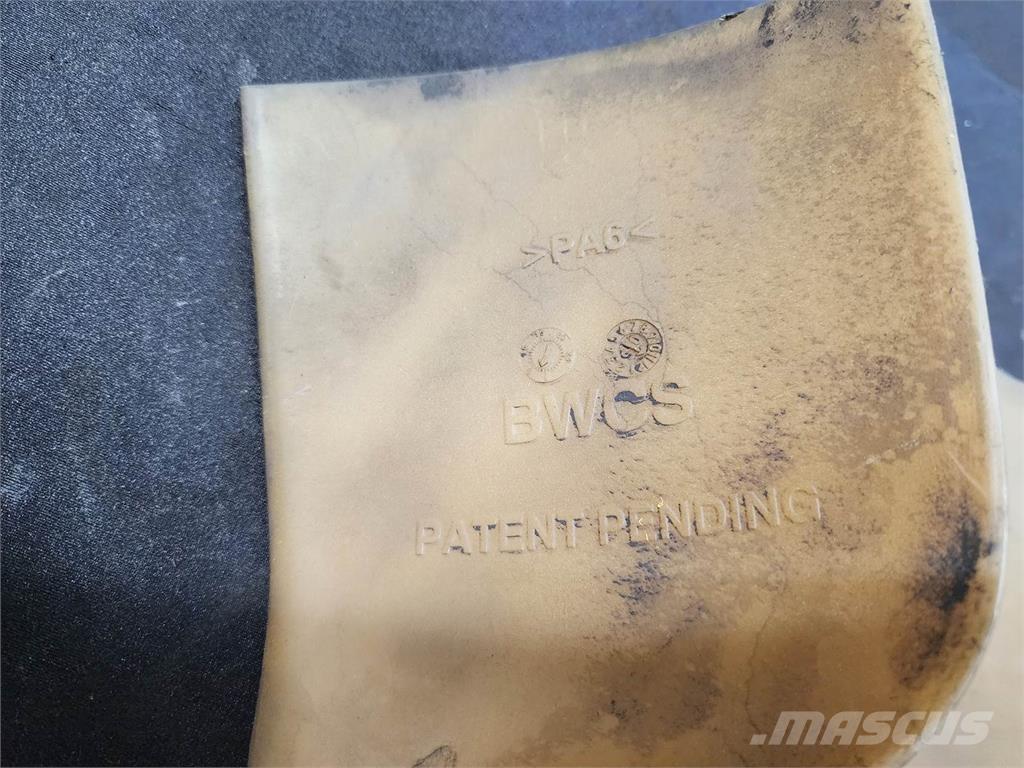 >PA6<
BWCS
PATENT PENDING
MASCUS